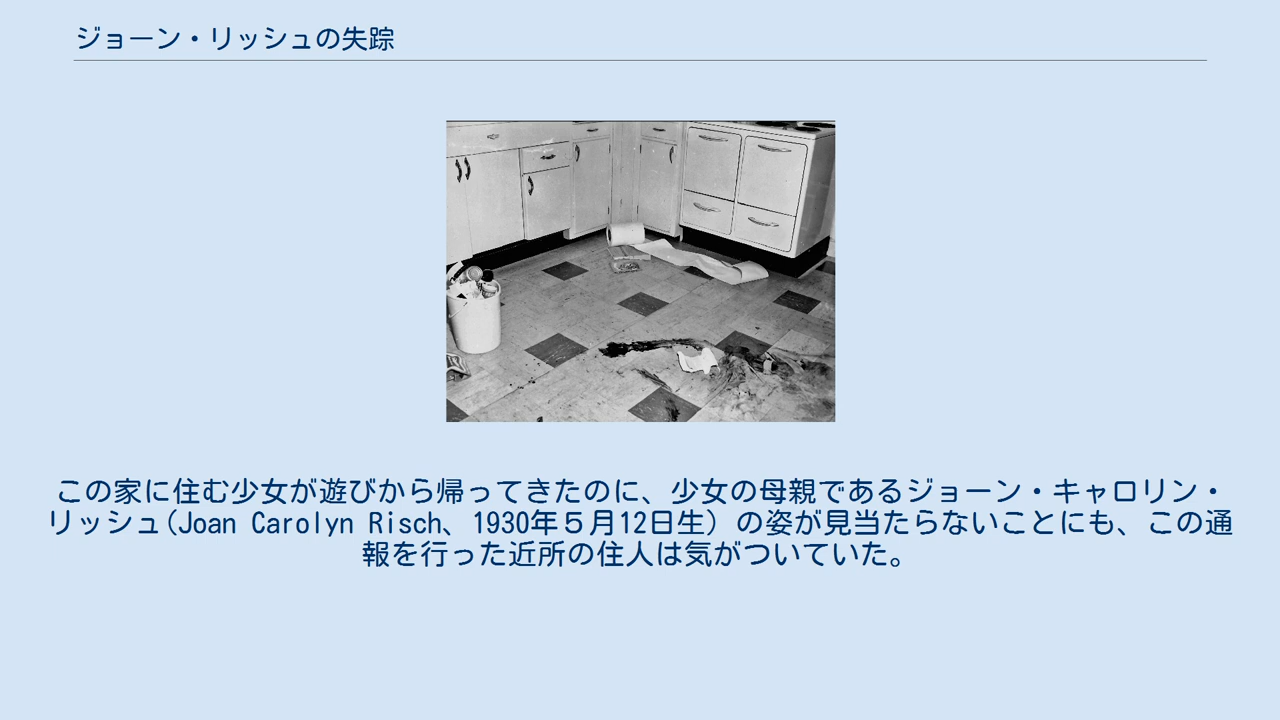 ジョーン・リッシュの失踪
この家に住む少女が遊びから帰ってきたのに、少女の母親であるジョーン・キャロリン・
リッシュ(Joan Carolyn Risch、1930年５月12日生）の姿が見当たらないことにも、この通
報を行った近所の住人は気がついていた。